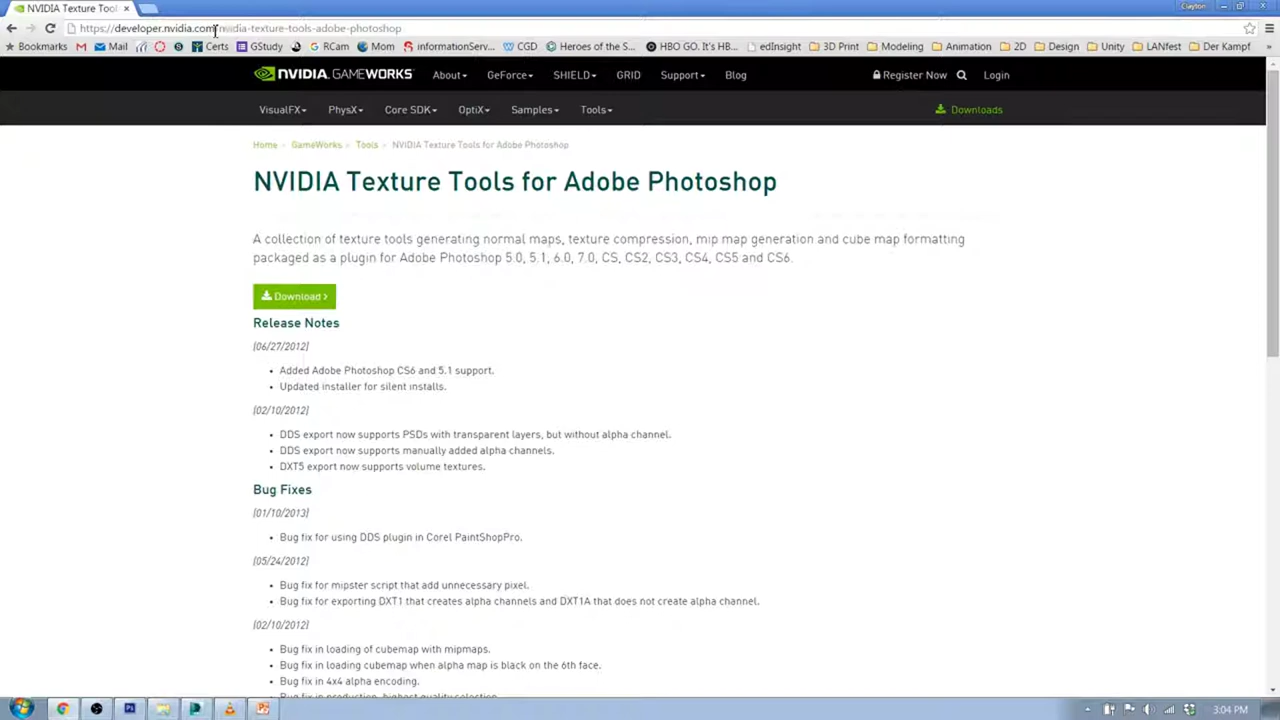 NVIDIA Texture Tool
Clayton
https://developer.nvidia.com/nvidia-texture-tools-adobe-photoshop
Bookmarks Mail Certs GStudy RCam Mom informationServ... CGD Heroes of the S... HBO GO. It's HB... edInsight 3D Print Modeling Animation 2D Design Unity LANfest Der Kampf »
NVIDIA.GAMEWORKS About GeForce SHIELD GRID Support Blog Register Now Login
VisualFX PhysX Core SDK OptiX Samples Tools Downloads
Home GameWorks Tools NVIDIA Texture Tools for Adobe Photoshop
NVIDIA Texture Tools for Adobe Photoshop
A collection of texture tools generating normal maps, texture compression, mip map generation and cube map formatting
packaged as a plugin for Adobe Photoshop 5.0, 5.1, 6.0, 7.0, CS, CS2, CS3, CS4, CS5 and CS6.
Download >
Release Notes
(06/27/2012)
• Added Adobe Photoshop CS6 and 5.1 support.
• Updated installer for silent installs.
(02/10/2012)
• DDS export now supports PSDs with transparent layers, but without alpha channel.
• DDS export now supports manually added alpha channels.
• DXT5 export now supports volume textures.
Bug Fixes
(01/10/2013)
• Bug fix for using DDS plugin in Corel PaintShopPro.
(05/24/2012)
• Bug fix for mipster script that add unnecessary pixel.
• Bug fix for exporting DXT1 that creates alpha channels and DXT1A that does not create alpha channel.
(02/10/2012)
• Bug fix in loading of cubemap with mipmaps.
• Bug fix in loading cubemap when alpha map is black on the 6th face.
• Bug fix in 4x4 alpha encoding.
• Bug fix in production, highest quality selection.
3:04 PM